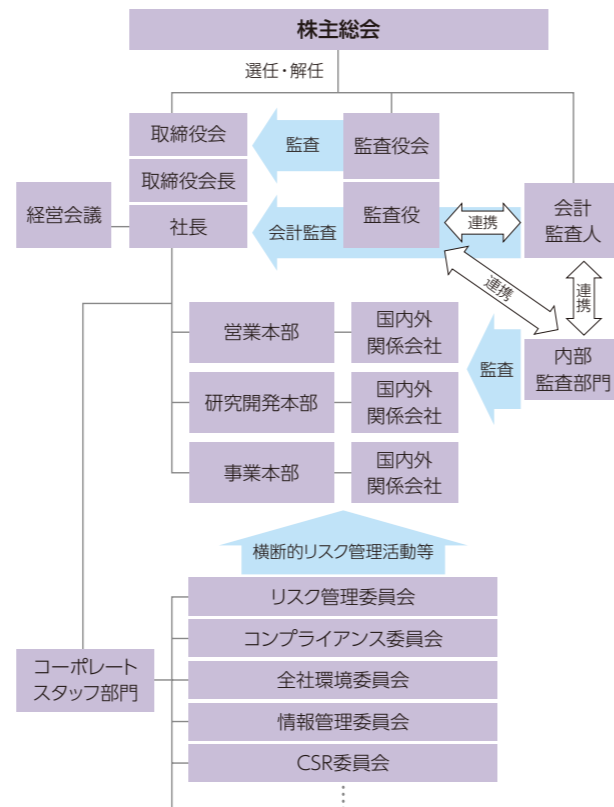 株主総会
選任・解任
取締役会
監査
監査役会
取締役会長
経営会議
社長
会計監査
監査役
連携
会計
監査人
連携
連携
営業本部
国内外
関係会社
監査
内部
監査部門
研究開発本部
国内外
関係会社
事業本部
国内外
関係会社
横断的リスク管理活動等
リスク管理委員会
コンプライアンス委員会
コーポレート
スタッフ部門
全社環境委員会
情報管理委員会
CSR委員会
⋮